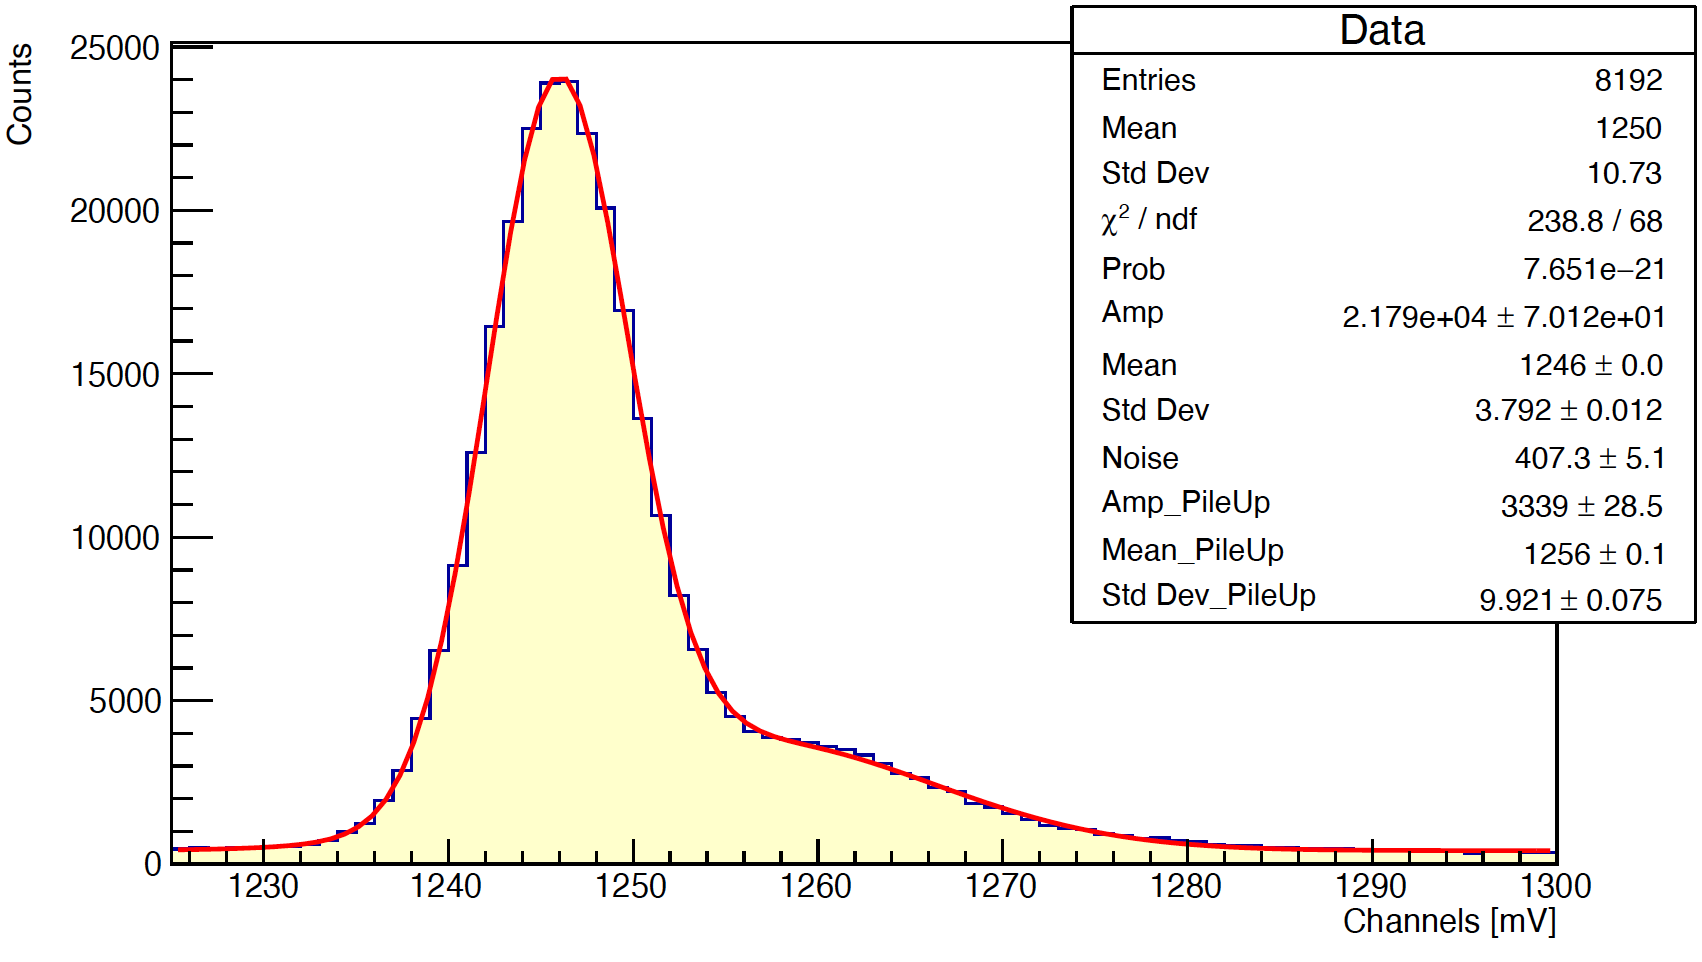 Counts
25000
20000
15000
10000
5000
0
1230 1240 1250 1260 1270 1280 1290 1300
Channels [mV]
Data
Entries 8192
Mean 1250
Std Dev 10.73
χ² / ndf 238.8 / 68
Prob 7.651e−21
Amp 2.179e+04 ± 7.012e+01
Mean 1246 ± 0.0
Std Dev 3.792 ± 0.012
Noise 407.3 ± 5.1
Amp_PileUp 3339 ± 28.5
Mean_PileUp 1256 ± 0.1
Std Dev_PileUp 9.921 ± 0.075